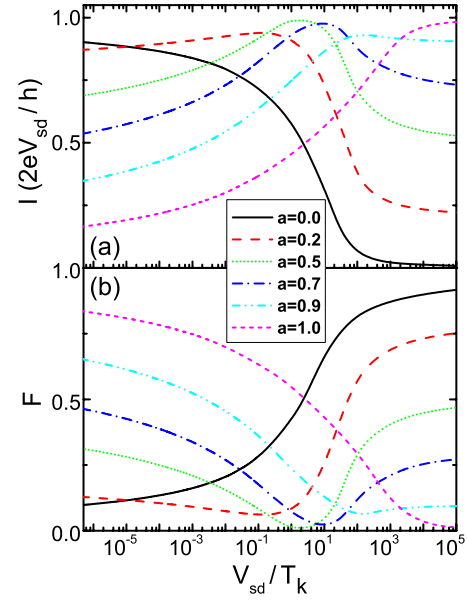 1.0
0.5
I (2eV_sd / h)
(a)
a=0.0
a=0.2
a=0.5
a=0.7
a=0.9
a=1.0
1.0
(b)
0.5
F
0.0
10^-5 10^-3 10^-1 10^1 10^3 10^5
V_sd / T_k